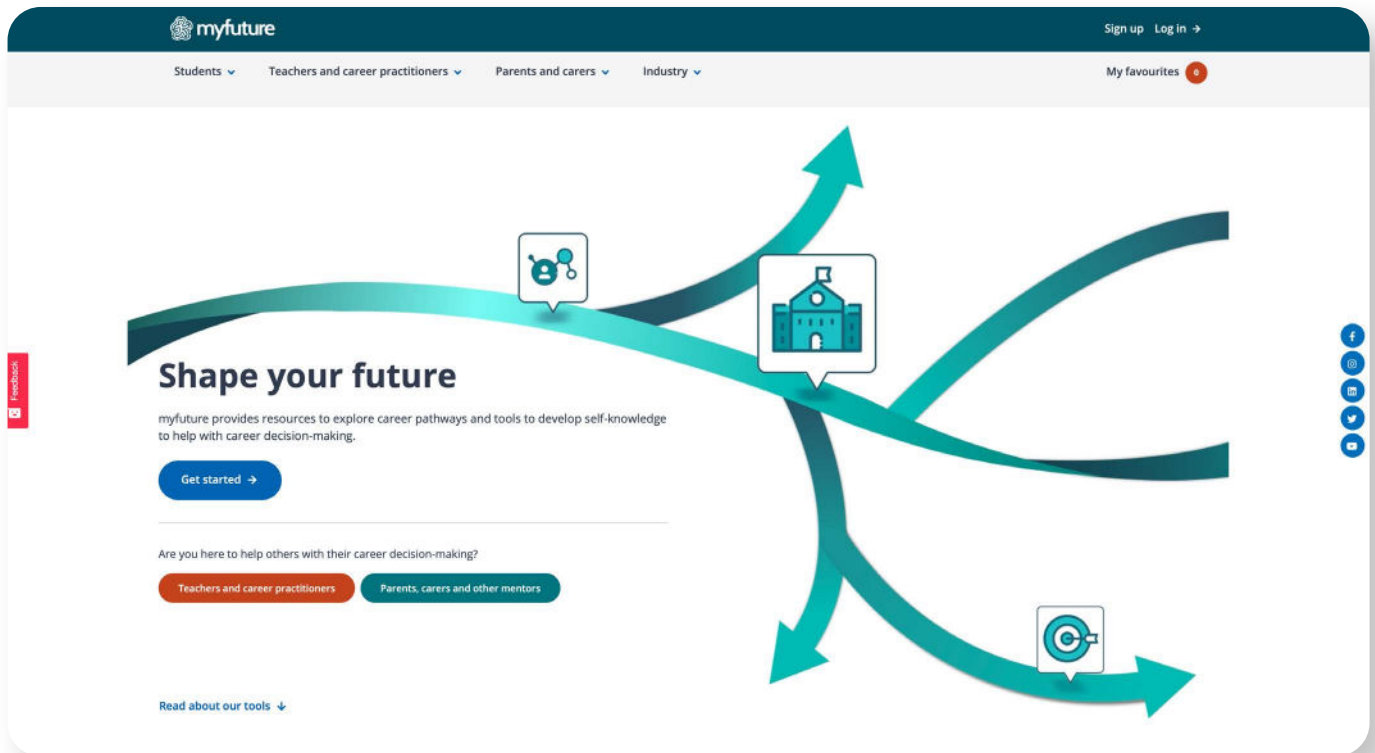 myfuture
Sign up Log in →
Students Teachers and career practitioners Parents and carers Industry
My favourites 0
Feedback
Shape your future
myfuture provides resources to explore career pathways and tools to develop self-knowledge
to help with career decision-making.
Get started →
Are you here to help others with their career decision-making?
Teachers and career practitioners Parents, carers and other mentors
Read about our tools ↓